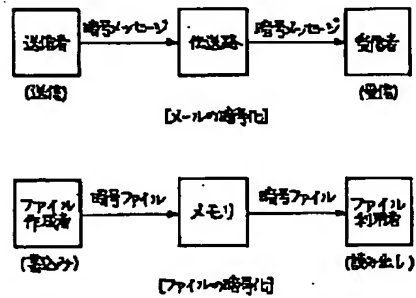 暗号メッセージ 暗号メッセージ
送信者 伝送路 受信者
(送信) (受信)
[メールの暗号化]
暗号ファイル 暗号ファイル
ファイル作成者 メモリ ファイル利用者
(書込み) (読み出し)
[ファイルの暗号化]